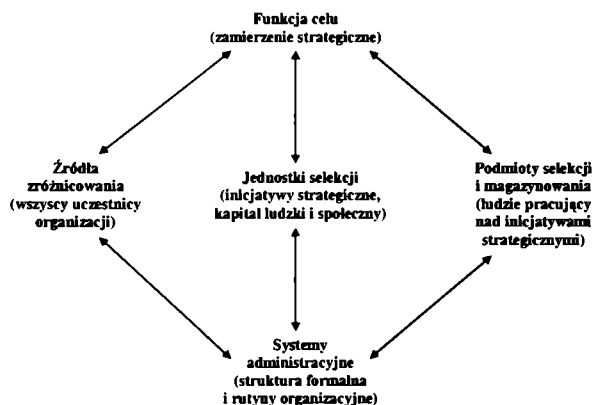 Funkcja celu
(zamierzenie strategiczne)
Źródła
zróżnicowania
(wszyscy uczestnicy
organizacji)
Jednostki selekcji
(inicjatywy strategiczne,
kapitał ludzki i społeczny)
Podmioty selekcji
i magazynowania
(ludzie pracujący
nad inicjatywami
strategicznymi)
Systemy
administracyjne
(struktura formalna
i rutyny organizacyjne)